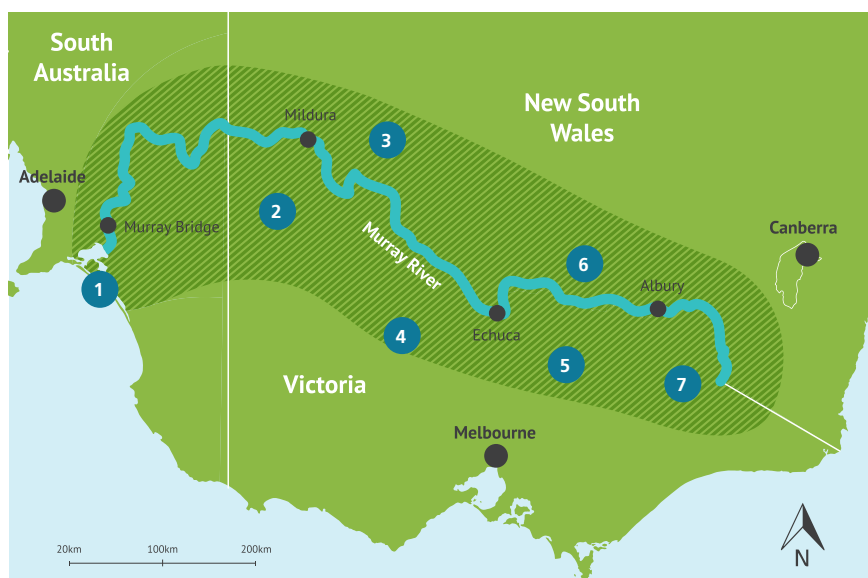 South
Australia
New South
Wales
Mildura
3
Adelaide
2
Murray Bridge
Murray River
Canberra
6
1
Albury
4
Echuca
5
7
Victoria
Melbourne
20km 100km 200km
N